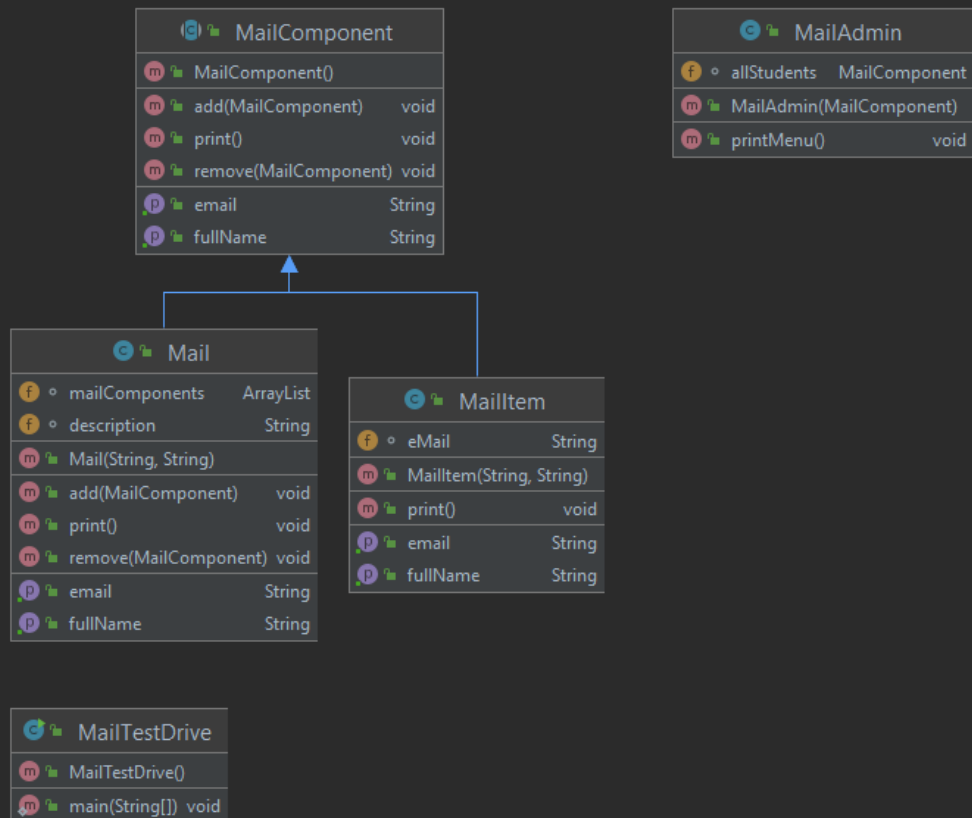 MailComponent
MailComponent()
add(MailComponent) void
print() void
remove(MailComponent) void
email String
fullName String
MailAdmin
allStudents MailComponent
MailAdmin(MailComponent)
printMenu() void
Mail
mailComponents ArrayList
description String
Mail(String, String)
add(MailComponent) void
print() void
remove(MailComponent) void
email String
fullName String
MailItem
eMail String
MailItem(String, String)
print() void
email String
fullName String
MailTestDrive
MailTestDrive()
main(String[]) void